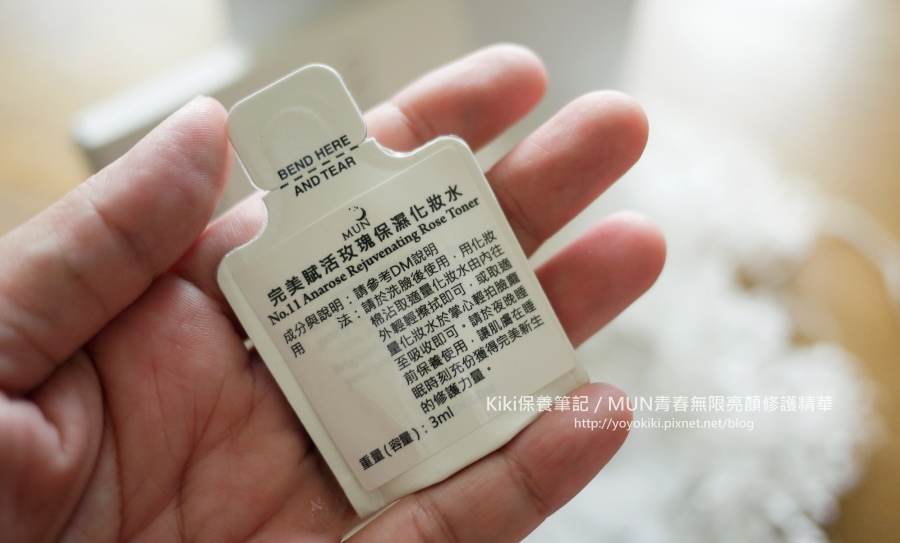 BEND HERE
AND TEAR
MUN
完美賦活玫瑰保濕化妝水
No.11 Anarose Rejuvenating Rose Toner
成分與說明：請參考DM說明
用　　法：請於洗臉後使用，用化妝
棉沾取適量化妝水由內往
外輕輕擦拭即可，或取適
量化妝水於掌心輕拍臉龐
至吸收即可。請於夜晚睡
前保養使用，讓肌膚在睡
眠時刻充份獲得完美新生
的修護力量。
重量(容量)：3ml
Kiki保養筆記 / MUN青春無限亮顏修護精華
http://yoyokiki.pixnet.net/blog